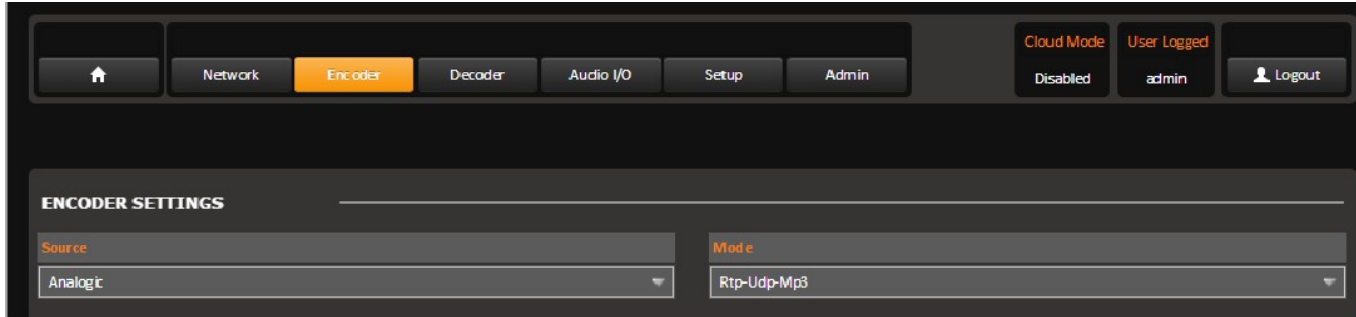 Cloud Mode User Logged
Network Encoder Decoder Audio I/O Setup Admin Disabled admin Logout
ENCODER SETTINGS
Source Mode
Analogic Rtp-Udp-Mp3